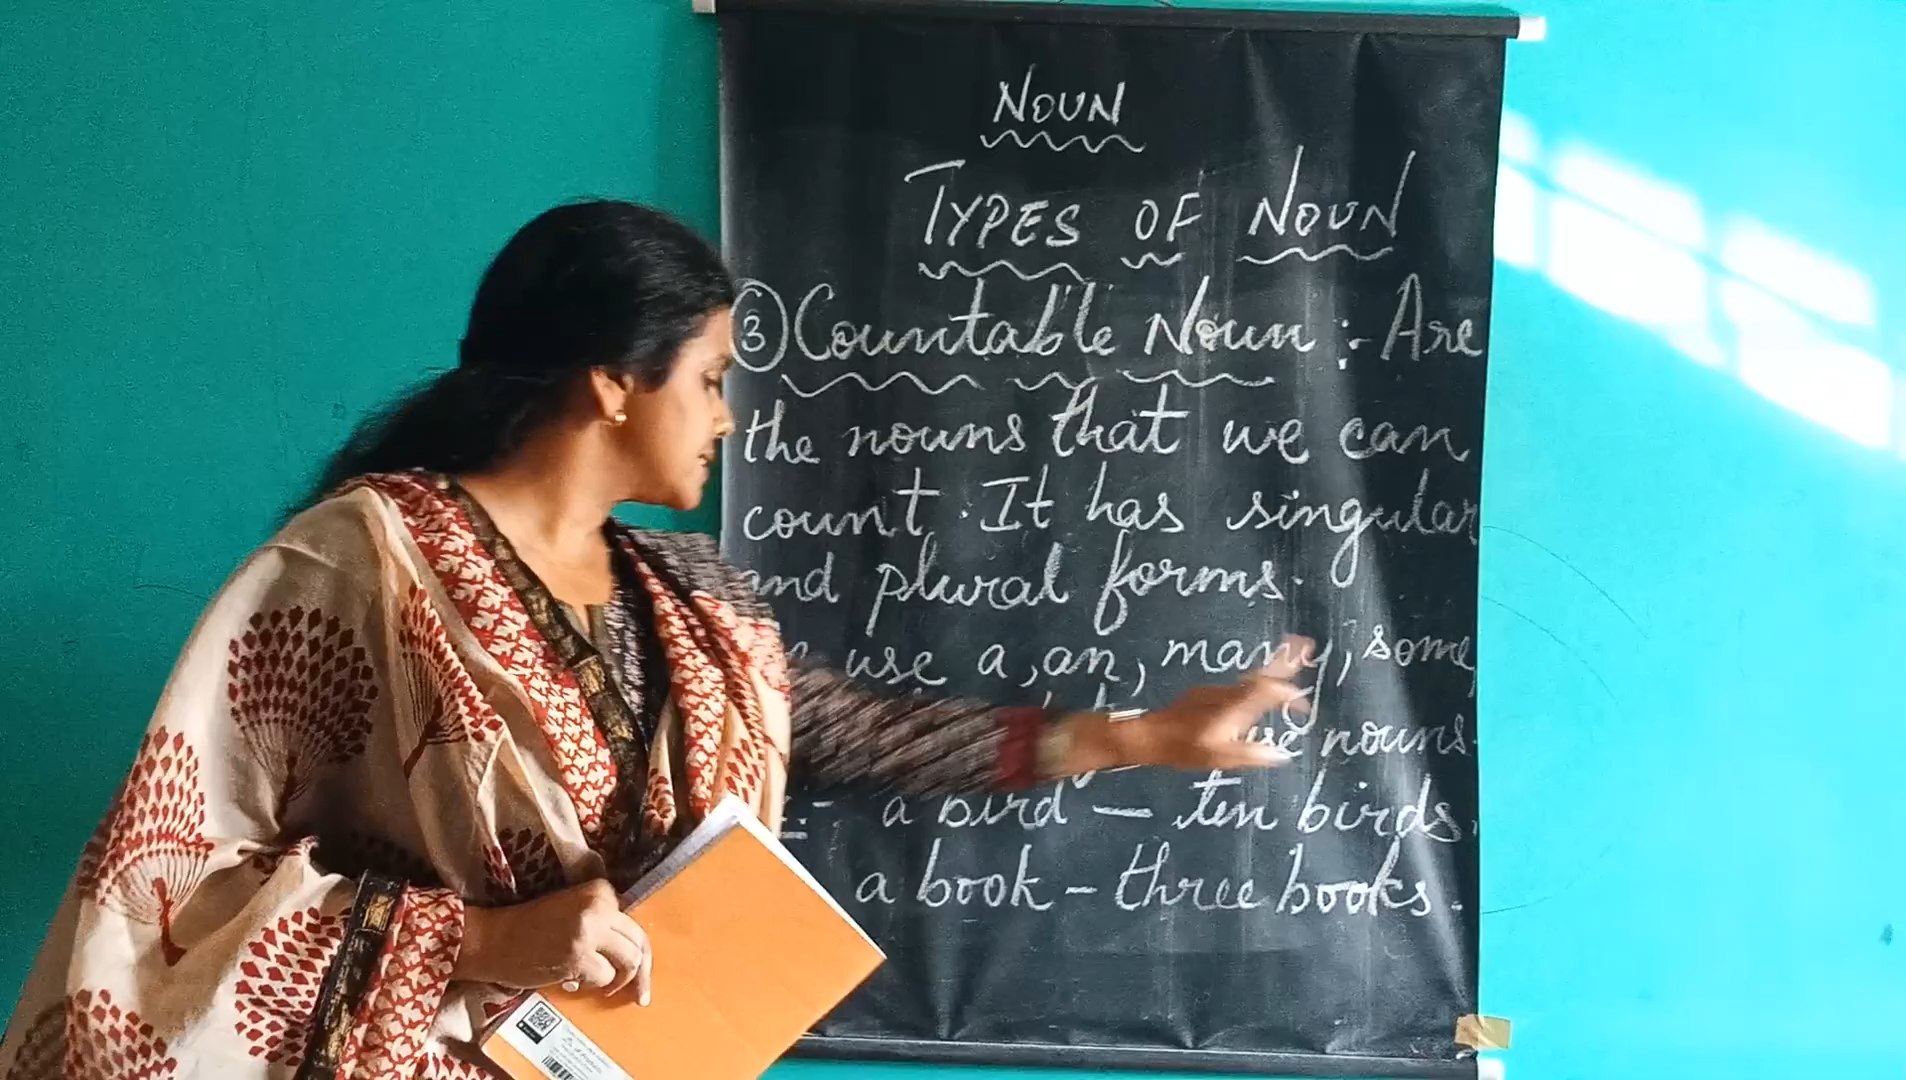 NOUN
TYPES OF NOUN
③ Countable Noun :- Are
the nouns that we can
count. It has singular
and plural forms.
use a, an, many, some,
use nouns.
a bird — ten birds.
a book - three books.